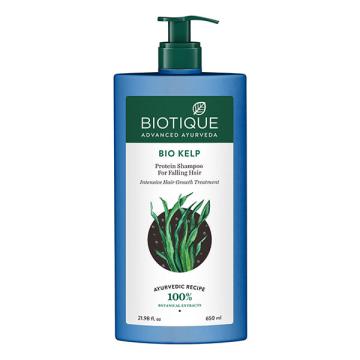 BIOTIQUE
ADVANCED AYURVEDA
BIO KELP
Protein Shampoo
For Falling Hair
Intensive Hair Growth Treatment
AYURVEDIC RECIPE
100%
BOTANICAL EXTRACTS
21.98 fl. oz 650 ml